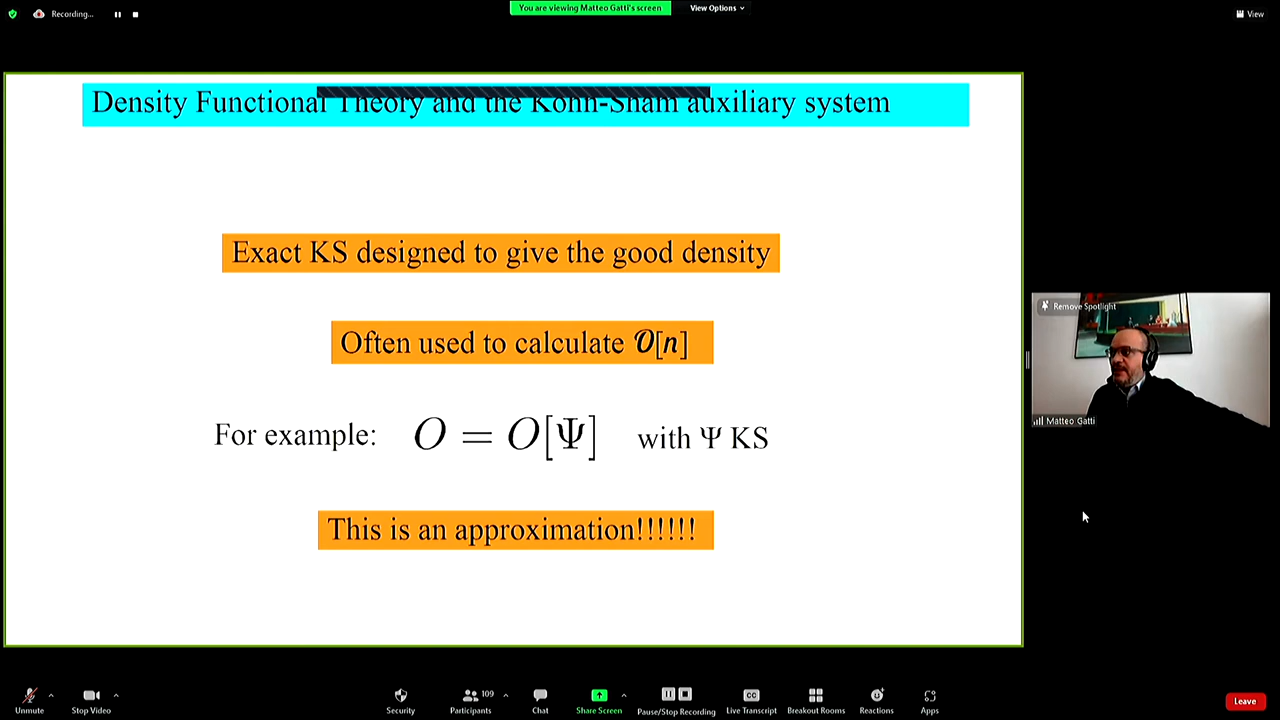 Recording...
You are viewing Matteo Gatti's screen
View Options
View
Density Functional Theory and the Kohn-Sham auxiliary system
Exact KS designed to give the good density
Often used to calculate 𝒪[n]
For example: O = O[Ψ] with Ψ KS
This is an approximation!!!!!!
Remove Spotlight
Matteo Gatti
Unmute
Stop Video
Security
Participants
109
Chat
Share Screen
Pause/Stop Recording
CC
Live Transcript
Breakout Rooms
Reactions
Apps
Leave